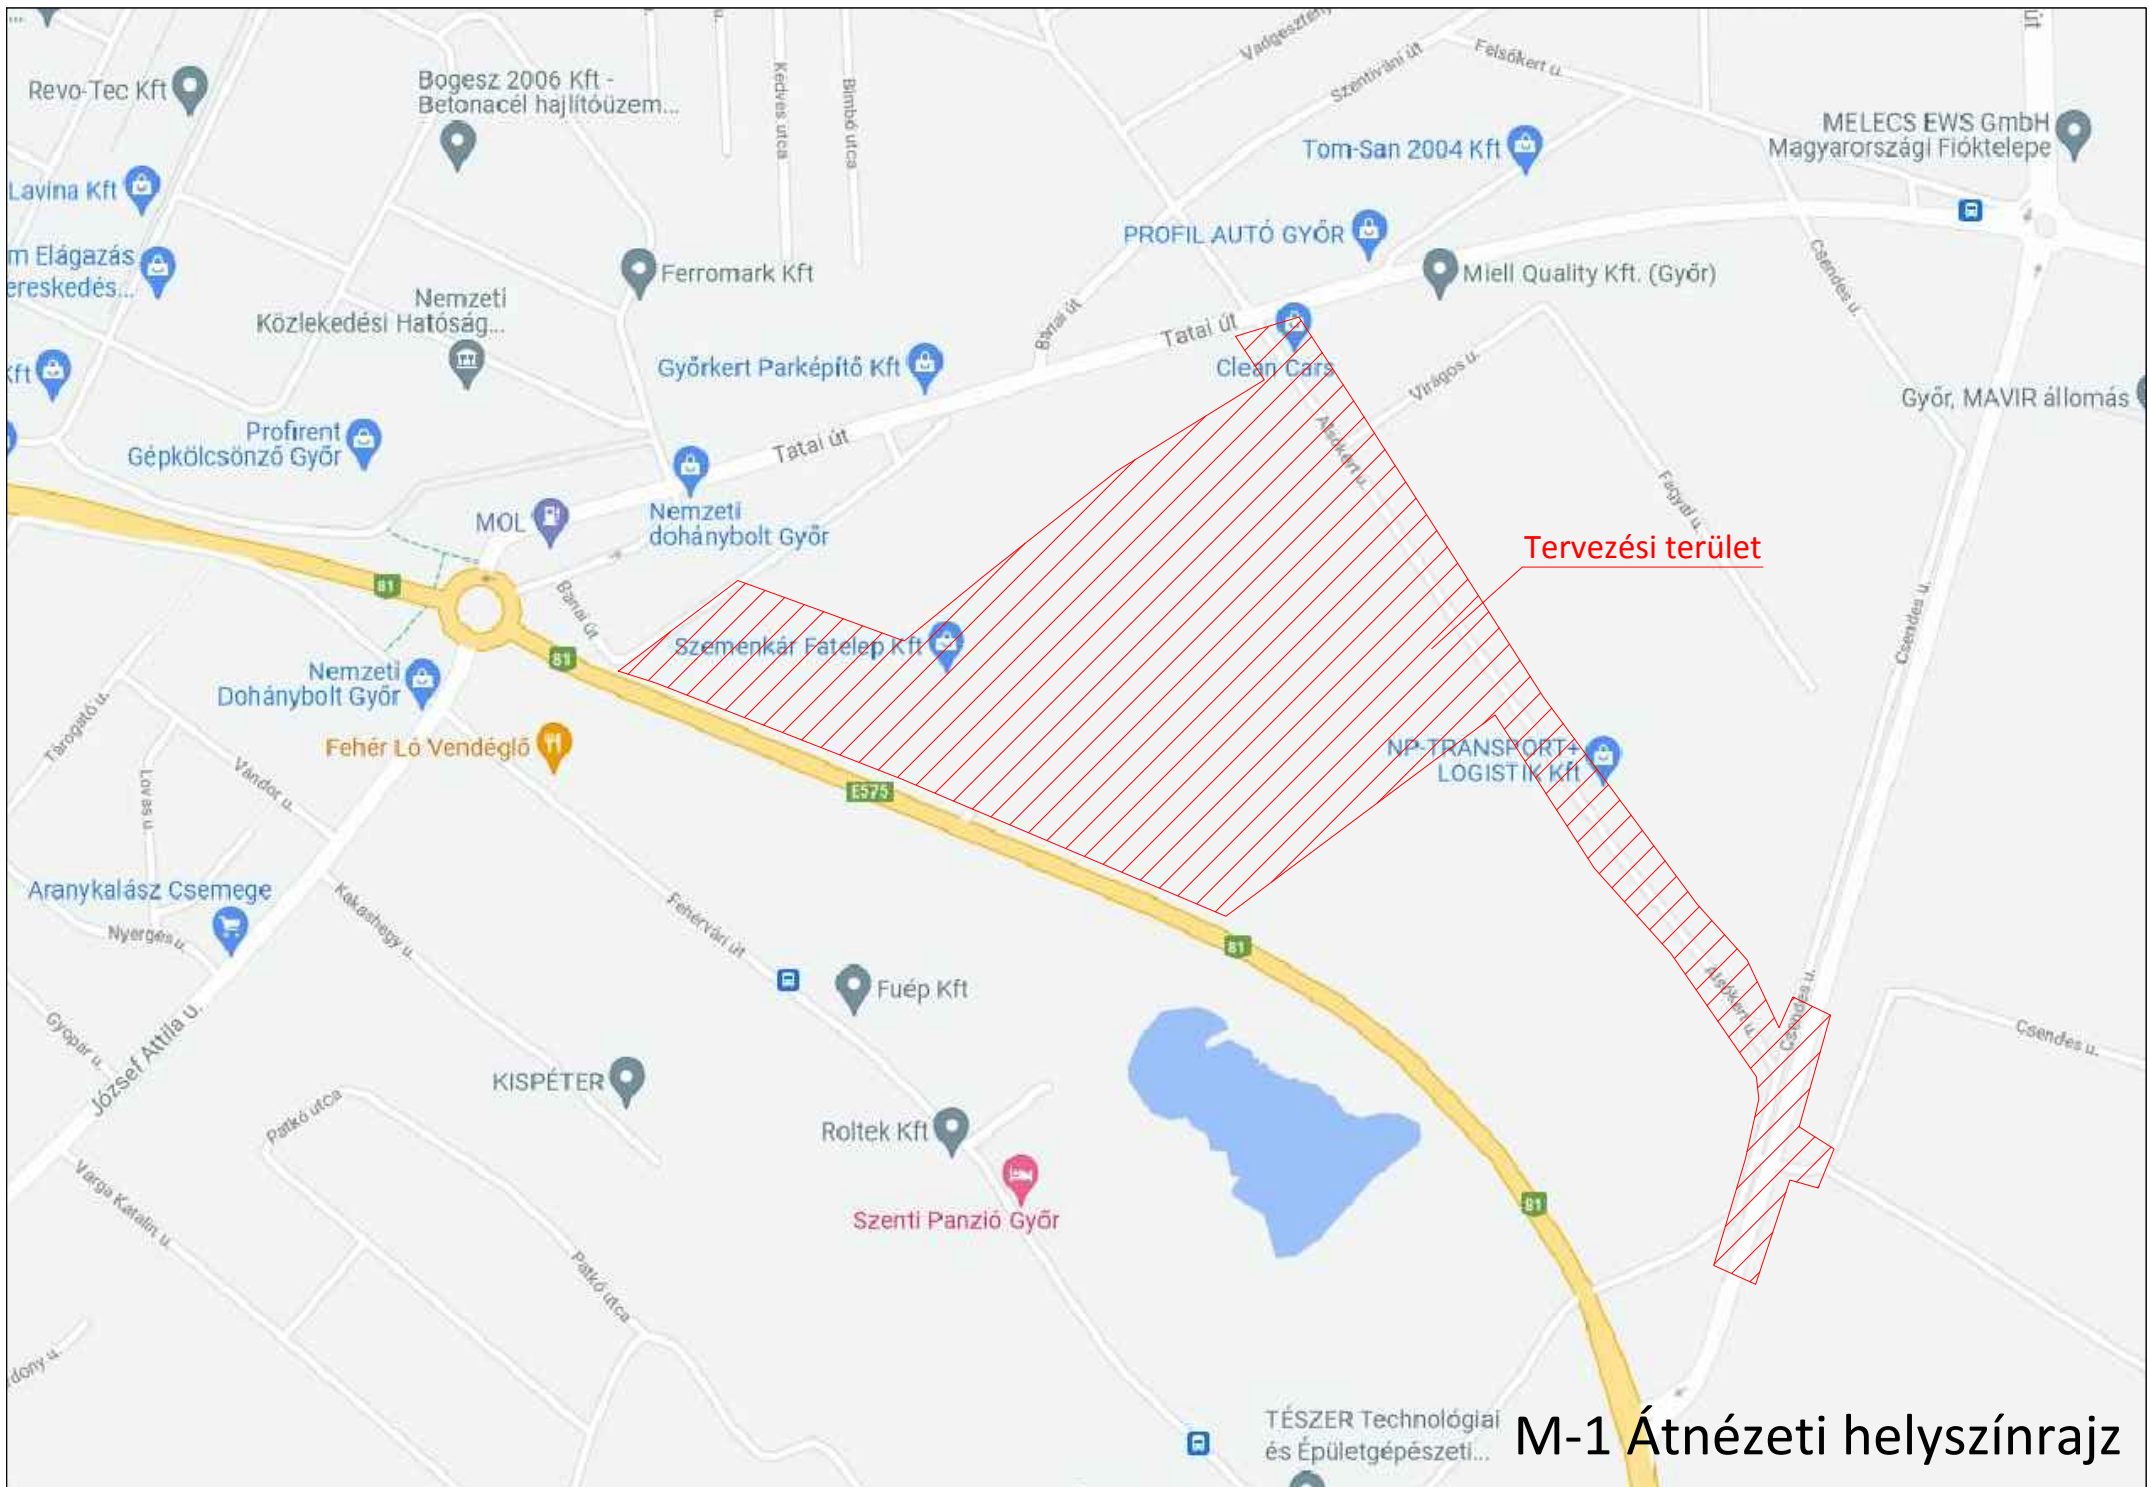 út
Vadgesztenye
Felsőkert u.
Szentiváni út
Revo-Tec Kft
Bogesz 2006 Kft -
Betonacél hajlítóüzem...
Kedves utca
Bimbó utca
MELECS EWS GmbH
Magyarországi Fióktelepe
Tom-San 2004 Kft
Lavina Kft
PROFIL AUTÓ GYŐR
m Elágazás
ereskedés...
Ferromark Kft
Miell Quality Kft. (Győr)
Csendes u.
Nemzeti
Közlekedési Hatóság...
Bánai út
Tatai út
Győrkert Parképítő Kft
Clean Cars
Virágos u.
Kft
Győr, MAVIR állomás
Profirent
Gépkölcsönző Győr
Tatai út
Alsókert u.
Fagyal u.
MOL
Nemzeti
dohánybolt Győr
Tervezési terület
81
Bánai út
Csendes u.
Szemenkár Fatelep Kft
81
Nemzeti
Dohánybolt Győr
Tárogató u.
Fehér Ló Vendéglő
NP-TRANSPORT+
LOGISTIK Kft
Vándor u.
Lovas u.
E575
Aranykalász Csemege
Kakashegy u.
Fehérvári út
Nyerges u.
81
Alsókert u.
Csendes u.
Fuép Kft
Gyopár u.
József Attila u.
Csendes u.
KISPÉTER
Patkó utca
Roltek Kft
Varga Katalin u.
Szenti Panzió Győr
81
Patkó utca
dony u.
TÉSZER Technológiai
és Épületgépészeti...
M-1 Átnézeti helyszínrajz